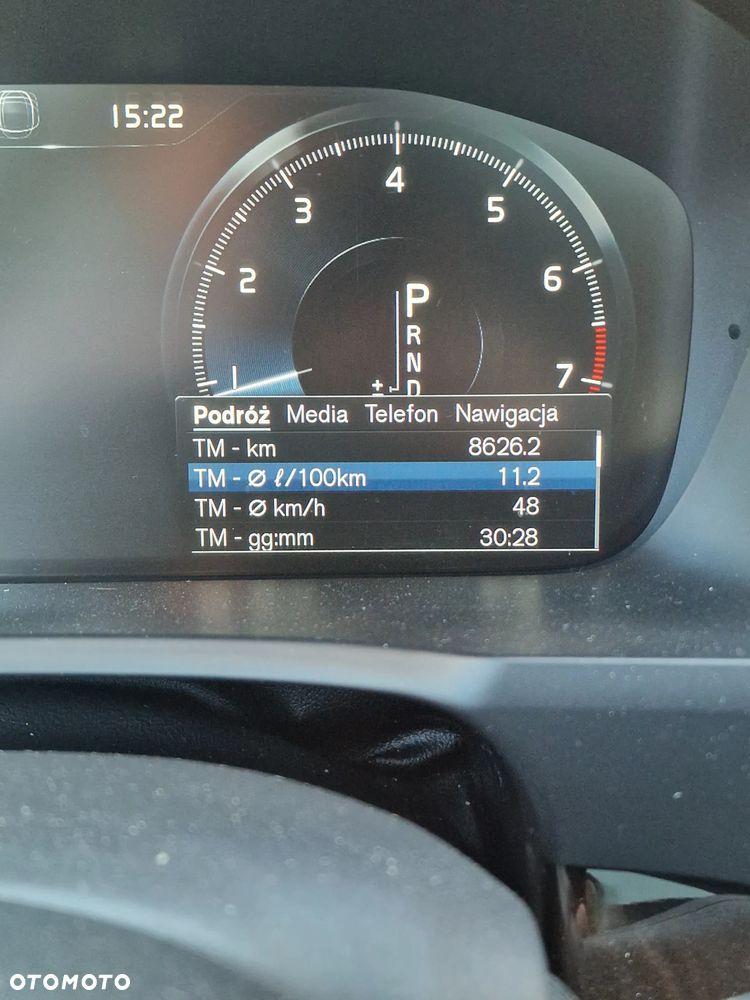 15:22
4
3
5
2
6
1
7
P
R
N
D
±
Podróż Media Telefon Nawigacja
TM - km 8626.2
TM - Ø ℓ/100km 11.2
TM - Ø km/h 48
TM - gg:mm 30:28
OTOMOTO